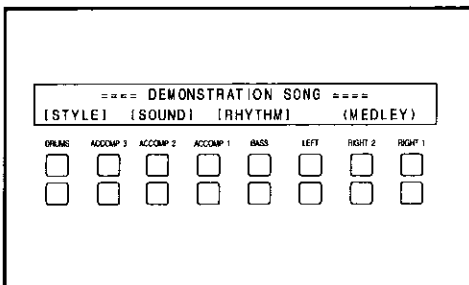 ==== DEMONSTRATION SONG ====
[STYLE] [SOUND] [RHYTHM] (MEDLEY)
DRUMS ACCOMP 3 ACCOMP 2 ACCOMP 1 BASS LEFT RIGHT 2 RIGHT 1